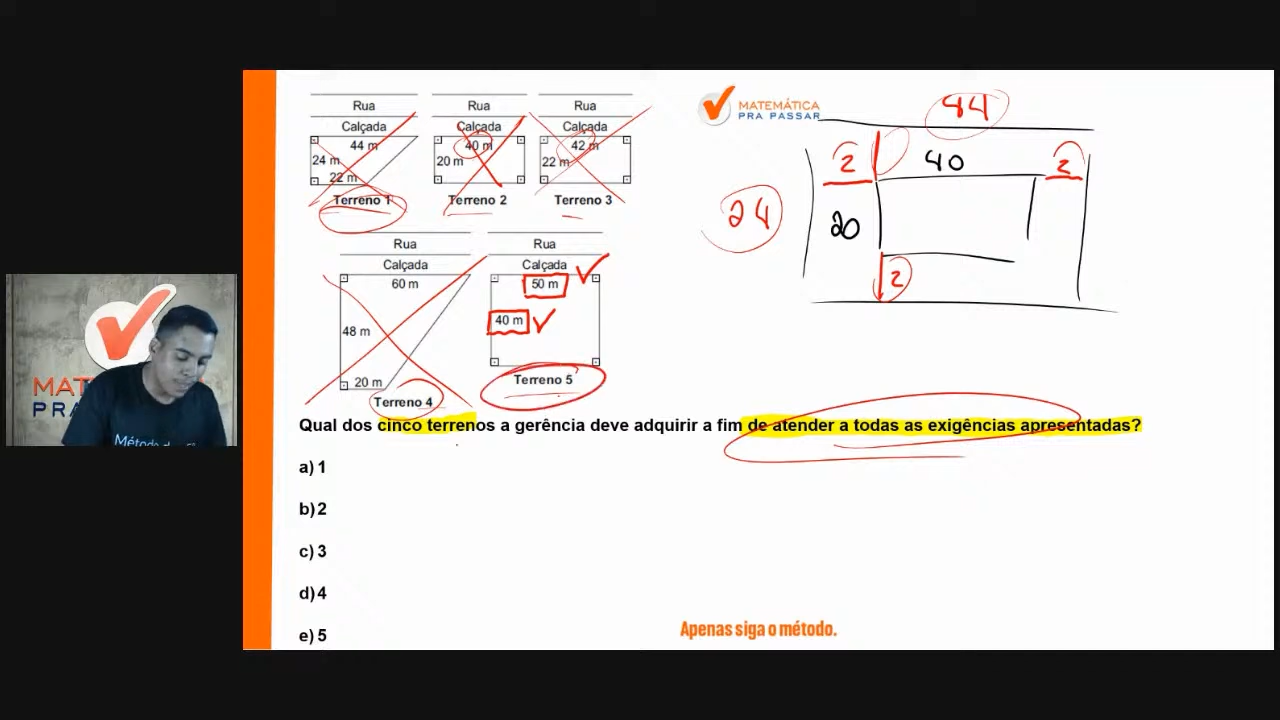 Rua
Calçada
44 m
24 m
22 m
Terreno 1
Rua
Calçada
40 m
20 m
Terreno 2
Rua
Calçada
42 m
22 m
Terreno 3
MATEMÁTICA
PRA PASSAR
44
2 40 2
24
20
2
Rua
Calçada
60 m
48 m
20 m
Terreno 4
Rua
Calçada
50 m
40 m
Terreno 5
Qual dos cinco terrenos a gerência deve adquirir a fim de atender a todas as exigências apresentadas?
a) 1
b) 2
c) 3
d) 4
e) 5
Apenas siga o método.
MAT
PRA